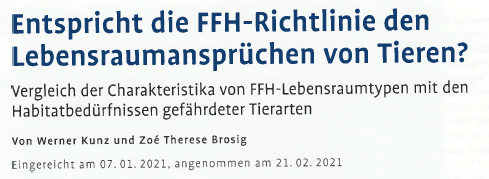 Entspricht die FFH-Richtlinie den
Lebensraumansprüchen von Tieren?
Vergleich der Charakteristika von FFH-Lebensraumtypen mit den
Habitatbedürfnissen gefährdeter Tierarten
Von Werner Kunz und Zoé Therese Brosig
Eingereicht am 07. 01. 2021, angenommen am 21. 02. 2021